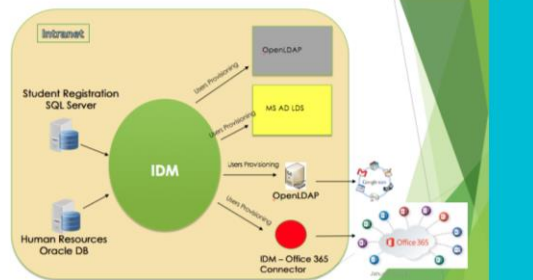 Intranet
OpenLDAP
Users Provisioning
Student Registration
SQL Server
MS AD LDS
Users Provisioning
IDM
Users Provisioning
OpenLDAP
Users Provisioning
Office 365
Human Resources
Oracle DB
IDM – Office 365
Connector